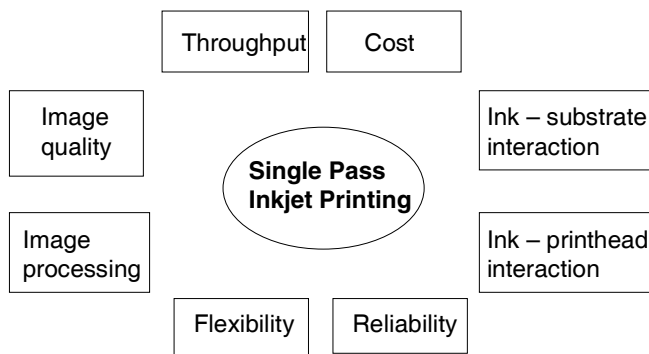 Throughput
Cost
Image
quality
Ink – substrate
interaction
Single Pass
Inkjet Printing
Image
processing
Ink – printhead
interaction
Flexibility
Reliability